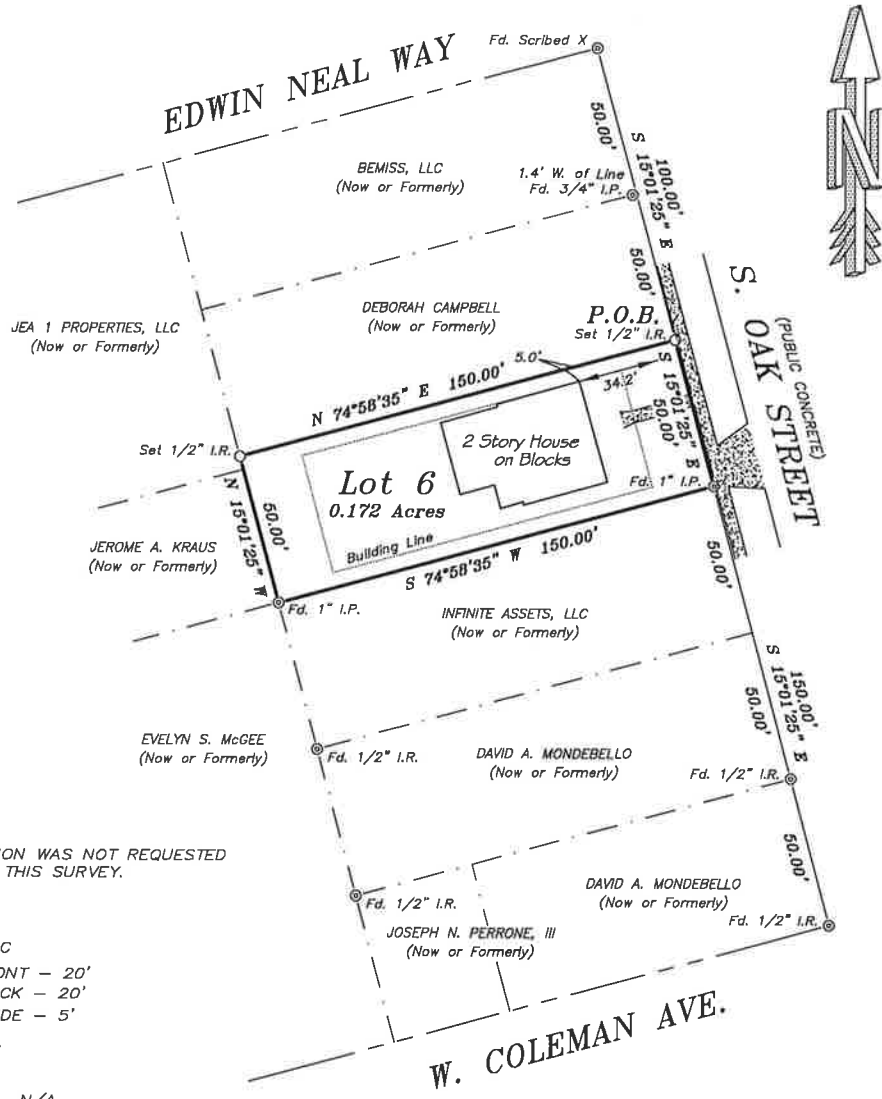 Fd. Scribed X
EDWIN NEAL WAY
50.00'
S 15°01'25" E
100.00'
BEMISS, LLC
(Now or Formerly)
1.4' W. of Line
Fd. 3/4" I.P.
N
50.00'
DEBORAH CAMPBELL
(Now or Formerly)
JEA 1 PROPERTIES, LLC
(Now or Formerly)
P.O.B.
Set 1/2" I.R.
S. OAK STREET
(PUBLIC CONCRETE)
N 74°58'35" E 150.00'
5.0'
34.2'
S 15°01'25" E
50.00'
Set 1/2" I.R.
2 Story House
on Blocks
Lot 6
0.172 Acres
Fd. 1" I.P.
N 15°01'25" W
50.00'
JEROME A. KRAUS
(Now or Formerly)
Building Line
S 74°58'35" W 150.00'
50.00'
Fd. 1" I.P.
INFINITE ASSETS, LLC
(Now or Formerly)
S 15°01'25" E
150.00'
50.00'
EVELYN S. McGEE
(Now or Formerly)
Fd. 1/2" I.R.
DAVID A. MONDEBELLO
(Now or Formerly)
Fd. 1/2" I.R.
50.00'
ON WAS NOT REQUESTED
THIS SURVEY.
Fd. 1/2" I.R.
DAVID A. MONDEBELLO
(Now or Formerly)
Fd. 1/2" I.R.
JOSEPH N. PERRONE, III
(Now or Formerly)
C
ONT – 20'
CK – 20'
DE – 5'
W. COLEMAN AVE.
N/A